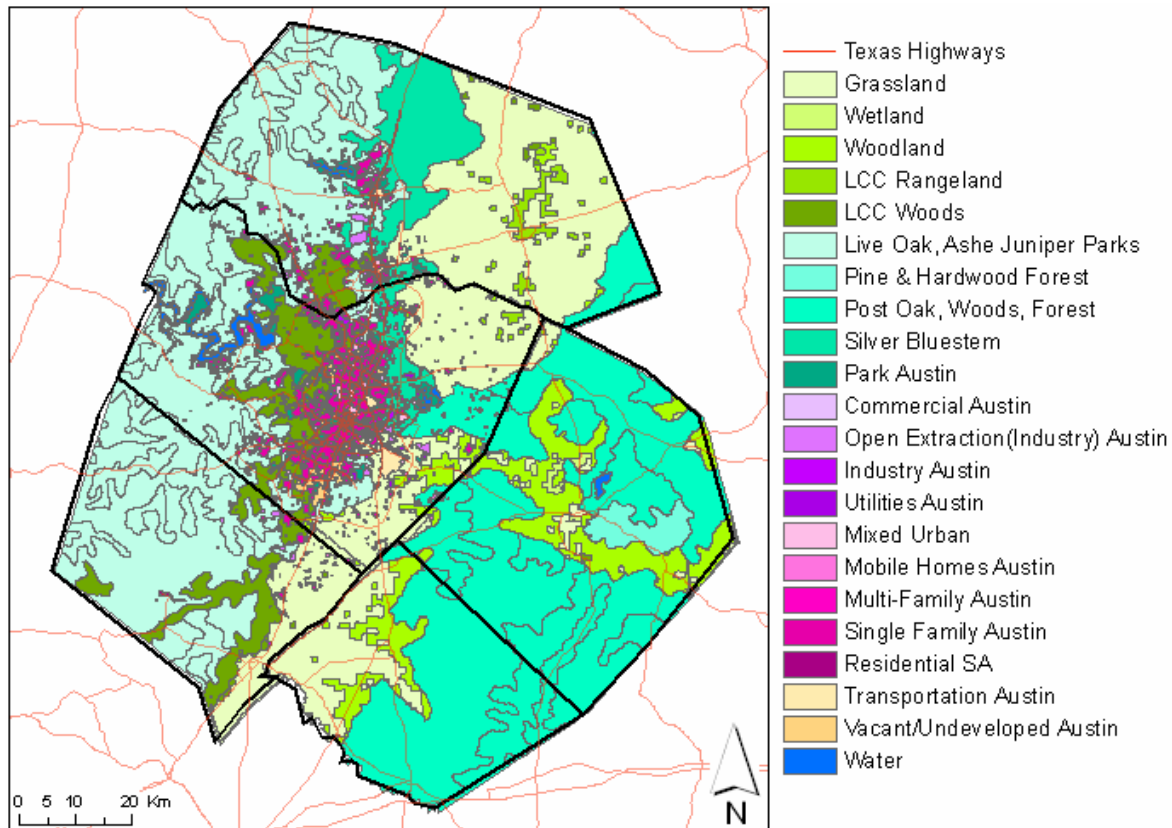 Texas Highways
Grassland
Wetland
Woodland
LCC Rangeland
LCC Woods
Live Oak, Ashe Juniper Parks
Pine & Hardwood Forest
Post Oak, Woods, Forest
Silver Bluestem
Park Austin
Commercial Austin
Open Extraction(Industry) Austin
Industry Austin
Utilities Austin
Mixed Urban
Mobile Homes Austin
Multi-Family Austin
Single Family Austin
Residential SA
Transportation Austin
Vacant/Undeveloped Austin
Water
0 5 10 20 Km
N